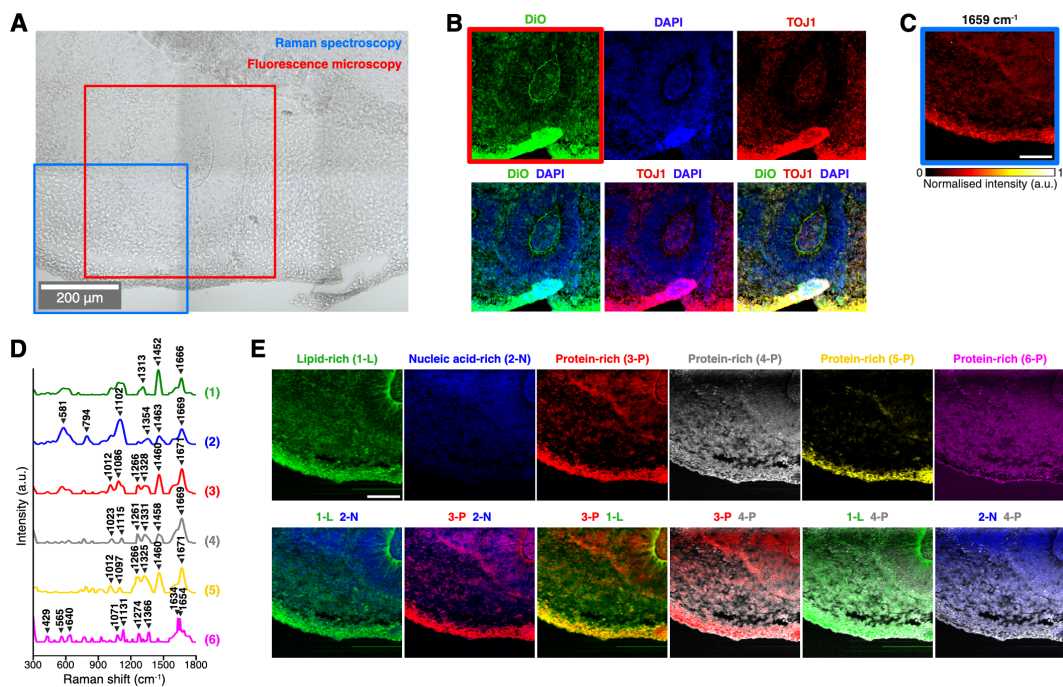 A
Raman spectroscopy
Fluorescence microscopy
200 µm
B
DiO
DAPI
TOJ1
DiO DAPI
TOJ1 DAPI
DiO TOJ1 DAPI
C
1659 cm⁻¹
0
1
Normalised intensity (a.u.)
D
Intensity (a.u.)
1313
1452
1666
(1)
581
794
1102
1354
1463
1669
(2)
1012
1086
1266
1328
1460
1671
(3)
1023
1115
1261
1331
1458
1669
(4)
1012
1097
1266
1325
1460
1671
(5)
429
565
640
1071
1131
1274
1366
1634
1654
(6)
300 600 900 1200 1500 1800
Raman shift (cm⁻¹)
E
Lipid-rich (1-L)
Nucleic acid-rich (2-N)
Protein-rich (3-P)
Protein-rich (4-P)
Protein-rich (5-P)
Protein-rich (6-P)
1-L 2-N
3-P 2-N
3-P 1-L
3-P 4-P
1-L 4-P
2-N 4-P